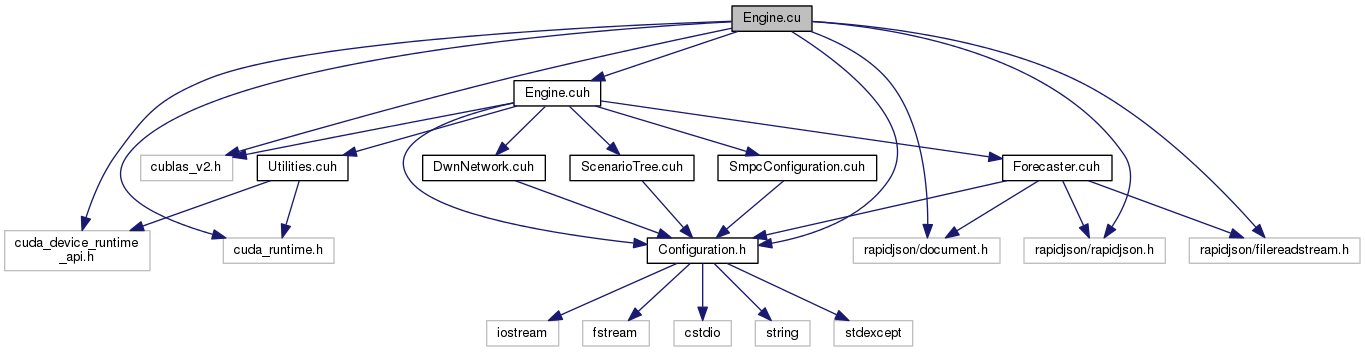 Engine.cu
Engine.cuh
cublas_v2.h
Utilities.cuh
DwnNetwork.cuh
ScenarioTree.cuh
SmpcConfiguration.cuh
Forecaster.cuh
cuda_device_runtime
_api.h
cuda_runtime.h
Configuration.h
rapidjson/document.h
rapidjson/rapidjson.h
rapidjson/filereadstream.h
iostream
fstream
cstdio
string
stdexcept